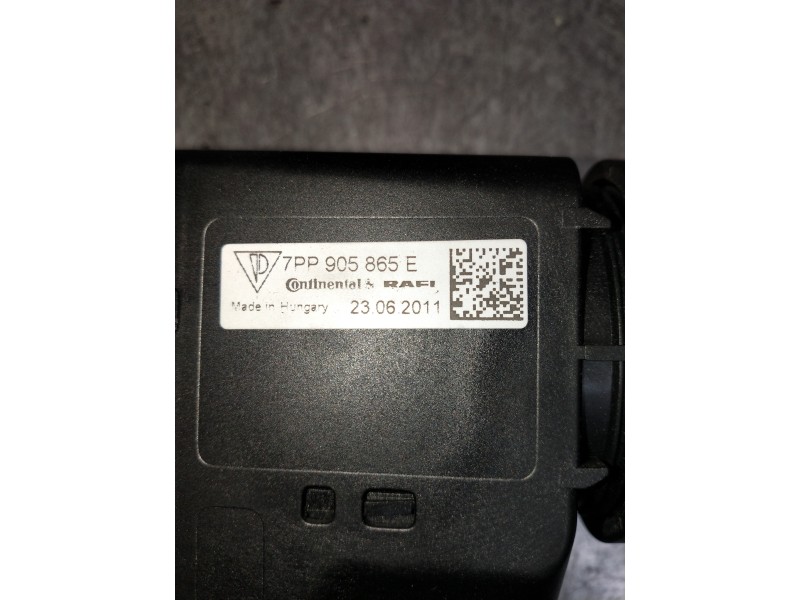 7PP 905 865 E
Continental & RAFI
Made in Hungary 23.06.2011